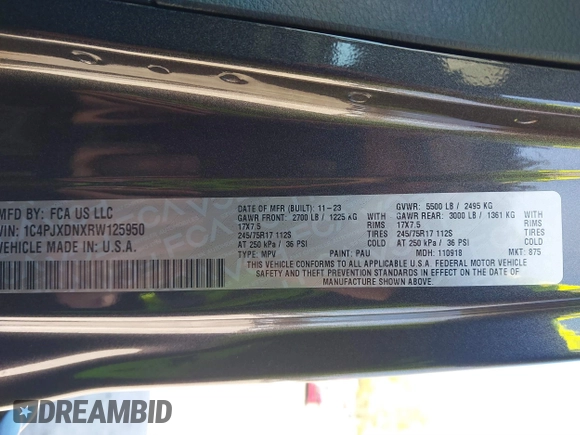 MFD BY: FCA US LLC
VIN: 1C4PJXDNXRW125950
VEHICLE MADE IN: U.S.A.
DATE OF MFR (BUILT): 11-23
GAWR FRONT: 2700 LB / 1225 KG
RIMS
17X7.5
TIRES
245/75R17 112S
AT 250 kPa / 36 PSI
TYPE: MPV PAINT: PAU
GVWR: 5500 LB / 2495 KG
GAWR REAR: 3000 LB / 1361 KG
RIMS
17X7.5
TIRES
245/75R17 112S
AT 250 kPa / 36 PSI
MDH: 110918 MKT: 875
THIS VEHICLE CONFORMS TO ALL APPLICABLE U.S.A. FEDERAL MOTOR VEHICLE
SAFETY AND THEFT PREVENTION STANDARDS IN EFFECT ON THE DATE OF
MANUFACTURE SHOWN ABOVE.
DREAMBID